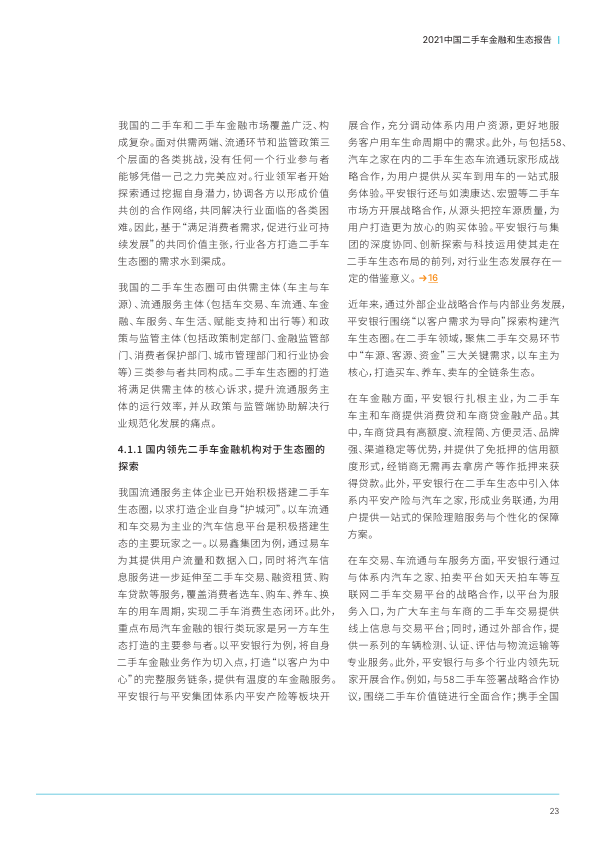 2021中国二手车金融和生态报告
我国的二手车和二手车金融市场覆盖广泛、构
成复杂。面对供需两端、流通环节和监管政策三
个层面的各类挑战，没有任何一个行业参与者
能够凭借一己之力完美应对。行业领军者开始
探索通过挖掘自身潜力，协调各方以形成价值
共创的合作网络，共同解决行业面临的各类困
难。因此，基于“满足消费者需求，促进行业可持
续发展”的共同价值主张，行业各方打造二手车
生态圈的需求水到渠成。
我国的二手车生态圈可由供需主体（车主与车
源）、流通服务主体（包括车交易、车流通、车金
融、车服务、车生活、赋能支持和出行等）和政
策与监管主体（包括政策制定部门、金融监管部
门、消费者保护部门、城市管理部门和行业协会
等）三类参与者共同构成。二手车生态圈的打造
将满足供需主体的核心诉求，提升流通服务主
体的运行效率，并从政策与监管端协助解决行
业规范化发展的痛点。
4.1.1 国内领先二手车金融机构对于生态圈的
探索
我国流通服务主体企业已开始积极搭建二手车
生态圈，以求打造企业自身“护城河”。以车流通
和车交易为主业的汽车信息平台是积极搭建生
态的主要玩家之一。以易鑫集团为例，通过易车
为其提供用户流量和数据入口，同时将汽车信
息服务进一步延伸至二手车交易、融资租赁、购
车贷款等服务，覆盖消费者选车、购车、养车、换
车的用车周期，实现二手车消费生态闭环。此外，
重点布局汽车金融的银行类玩家是另一方车生
态打造的主要参与者。以平安银行为例，将自身
二手车金融业务作为切入点，打造“以客户为中
心”的完整服务链条，提供有温度的车金融服务。
平安银行与平安集团体系内平安产险等板块开
展合作，充分调动体系内用户资源，更好地服
务客户用车生命周期中的需求。此外，与包括58、
汽车之家在内的二手车生态车流通玩家形成战
略合作，为用户提供从买车到用车的一站式服
务体验。平安银行还与如澳康达、宏盟等二手车
市场方开展战略合作，从源头把控车源质量，为
用户打造更为放心的购买体验。平安银行与集
团的深度协同、创新探索与科技运用使其走在
二手车生态布局的前列，对行业生态发展存在一
定的借鉴意义。➔16
近年来，通过外部企业战略合作与内部业务发展，
平安银行围绕“以客户需求为导向”探索构建汽
车生态圈。在二手车领域，聚焦二手车交易环节
中“车源、客源、资金”三大关键需求，以车主为
核心，打造买车、养车、卖车的全链条生态。
在车金融方面，平安银行扎根主业，为二手车
车主和车商提供消费贷和车商贷金融产品。其
中，车商贷具有高额度、流程简、方便灵活、品牌
强、渠道稳定等优势，并提供了免抵押的信用额
度形式，经销商无需再去拿房产等作抵押来获
得贷款。此外，平安银行在二手车生态中引入体
系内平安产险与汽车之家，形成业务联通，为用
户提供一站式的保险理赔服务与个性化的保障
方案。
在车交易、车流通与车服务方面，平安银行通过
与体系内汽车之家、拍卖平台如天天拍车等互
联网二手车交易平台的战略合作，以平台为服
务入口，为广大车主与车商的二手车交易提供
线上信息与交易平台；同时，通过外部合作，提
供一系列的车辆检测、认证、评估与物流运输等
专业服务。此外，平安银行与多个行业内领先玩
家开展合作。例如，与58二手车签署战略合作协
议，围绕二手车价值链进行全面合作；携手全国
23